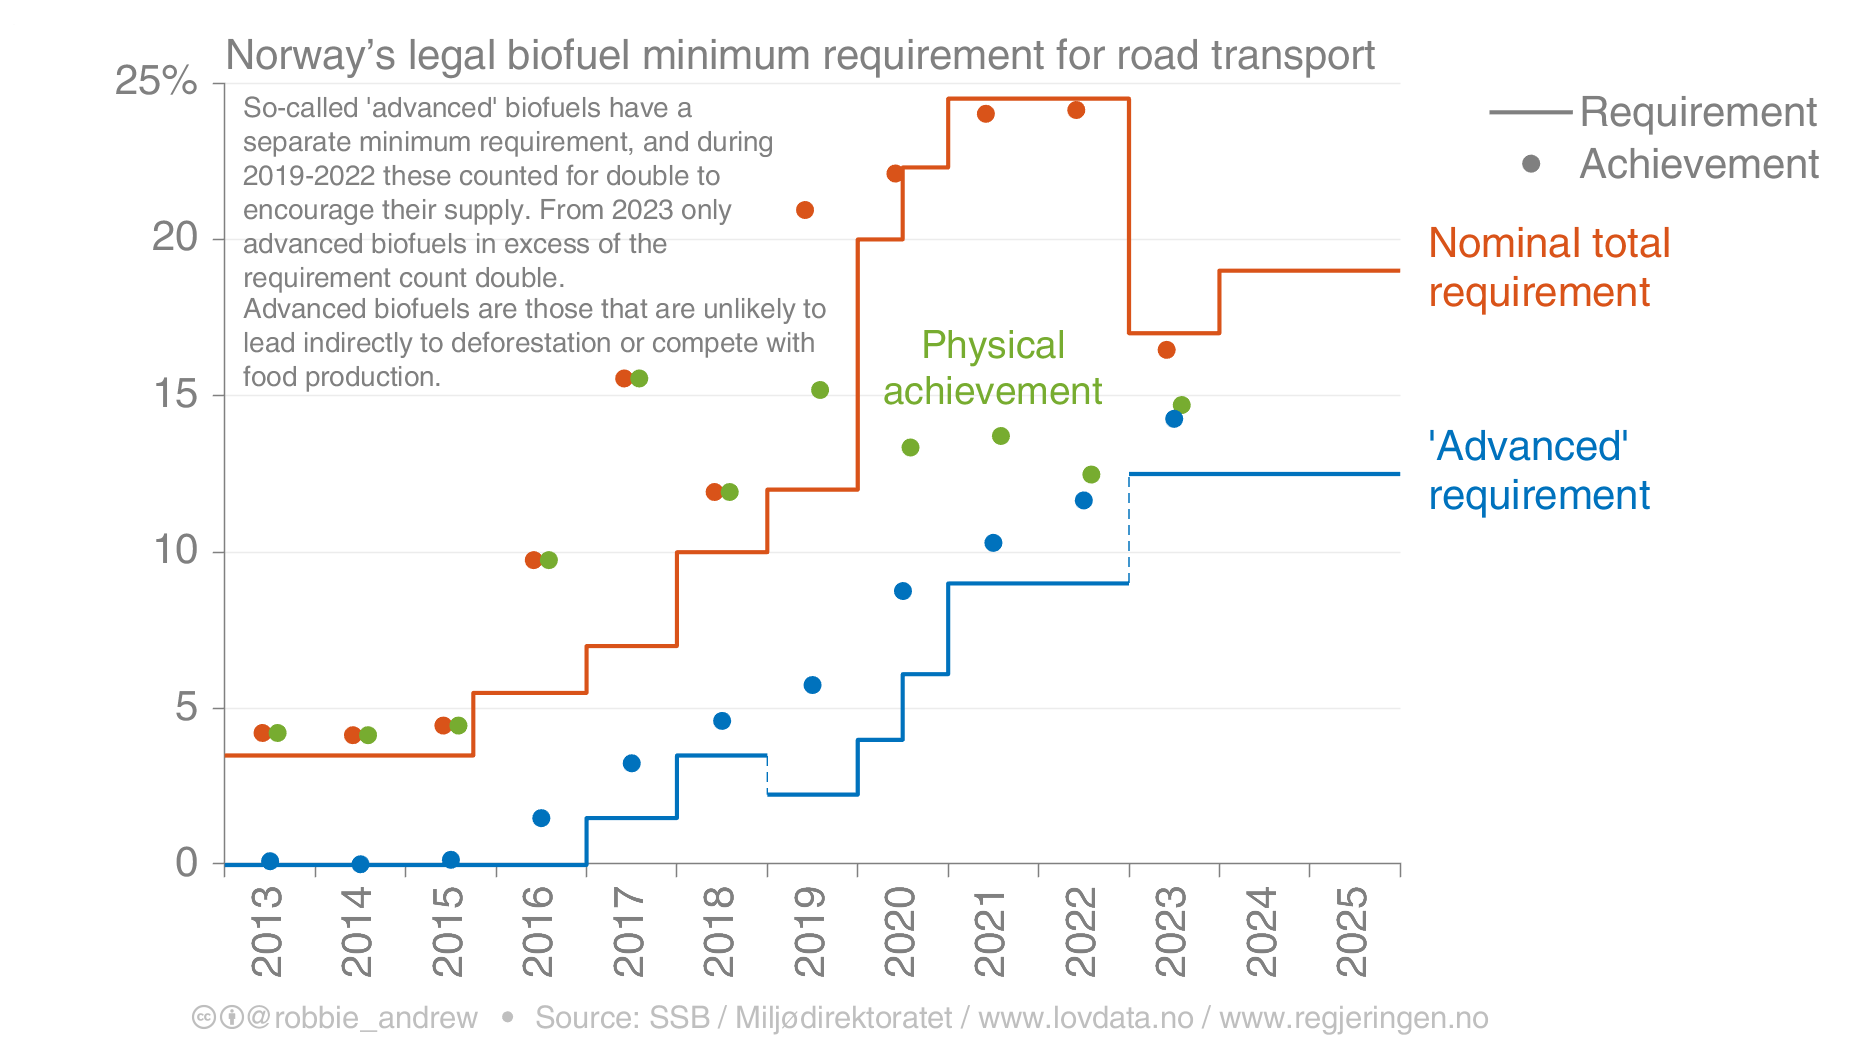 Norway’s legal biofuel minimum requirement for road transport
25%
So-called 'advanced' biofuels have a
separate minimum requirement, and during
2019-2022 these counted for double to
encourage their supply. From 2023 only
advanced biofuels in excess of the
requirement count double.
Advanced biofuels are those that are unlikely to
lead indirectly to deforestation or compete with
food production.
Requirement
Achievement
Nominal total
requirement
Physical
achievement
'Advanced'
requirement
20
15
10
5
0
2013
2014
2015
2016
2017
2018
2019
2020
2021
2022
2023
2024
2025
cc @robbie_andrew • Source: SSB / Miljødirektoratet / www.lovdata.no / www.regjeringen.no